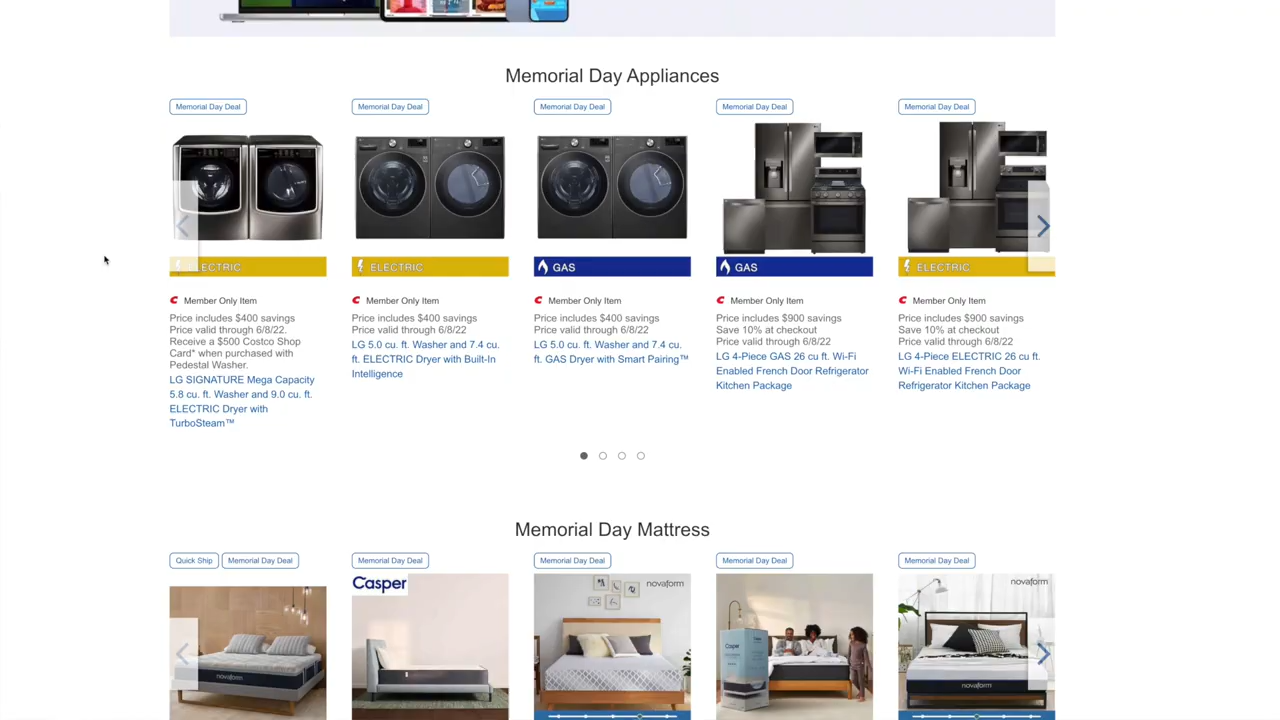 Memorial Day Appliances
Memorial Day Deal
Memorial Day Deal
Memorial Day Deal
Memorial Day Deal
Memorial Day Deal
ELECTRIC
ELECTRIC
GAS
GAS
ELECTRIC
Member Only Item
Price includes $400 savings
Price valid through 6/8/22.
Receive a $500 Costco Shop
Card* when purchased with
Pedestal Washer.
LG SIGNATURE Mega Capacity
5.8 cu. ft. Washer and 9.0 cu. ft.
ELECTRIC Dryer with
TurboSteam™
Member Only Item
Price includes $400 savings
Price valid through 6/8/22
LG 5.0 cu. ft. Washer and 7.4 cu.
ft. ELECTRIC Dryer with Built-In
Intelligence
Member Only Item
Price includes $400 savings
Price valid through 6/8/22
LG 5.0 cu. ft. Washer and 7.4 cu.
ft. GAS Dryer with Smart Pairing™
Member Only Item
Price includes $900 savings
Save 10% at checkout
Price valid through 6/8/22
LG 4-Piece GAS 26 cu ft. Wi-Fi
Enabled French Door Refrigerator
Kitchen Package
Member Only Item
Price includes $900 savings
Save 10% at checkout
Price valid through 6/8/22
LG 4-Piece ELECTRIC 26 cu ft.
Wi-Fi Enabled French Door
Refrigerator Kitchen Package
Memorial Day Mattress
Quick Ship
Memorial Day Deal
Memorial Day Deal
Memorial Day Deal
Memorial Day Deal
Memorial Day Deal
novaform
Casper
novaform
Casper
novaform
novaform